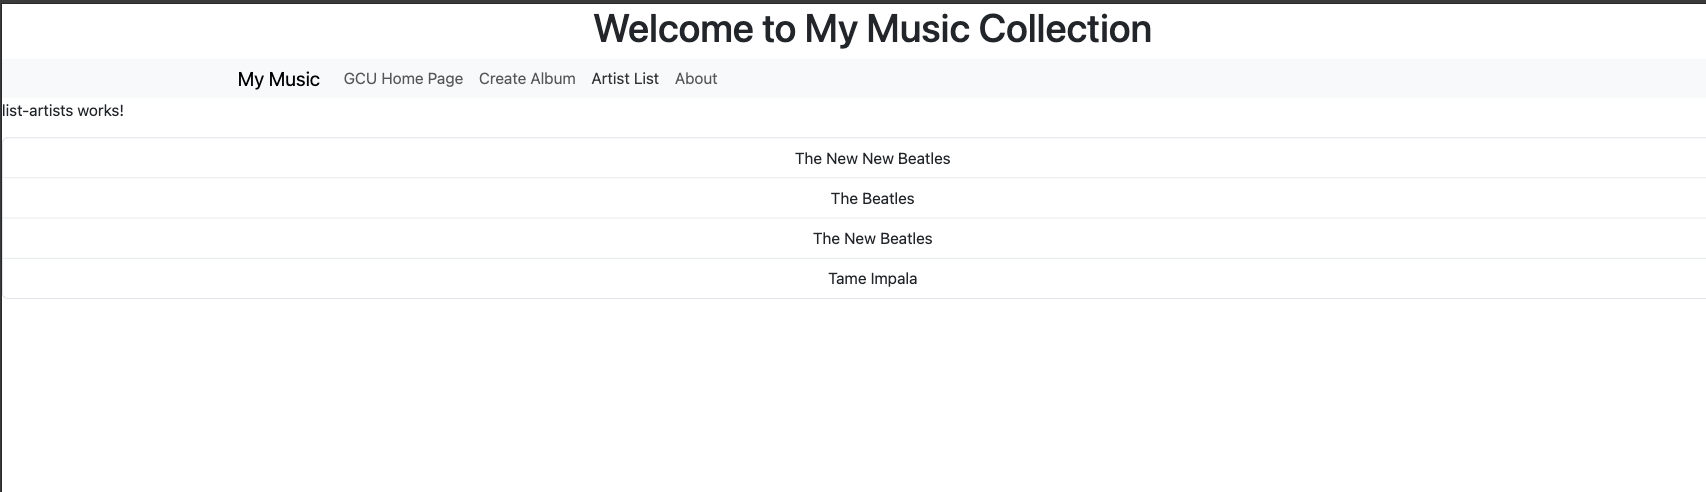 Welcome to My Music Collection
My Music GCU Home Page Create Album Artist List About
list-artists works!
The New New Beatles
The Beatles
The New Beatles
Tame Impala